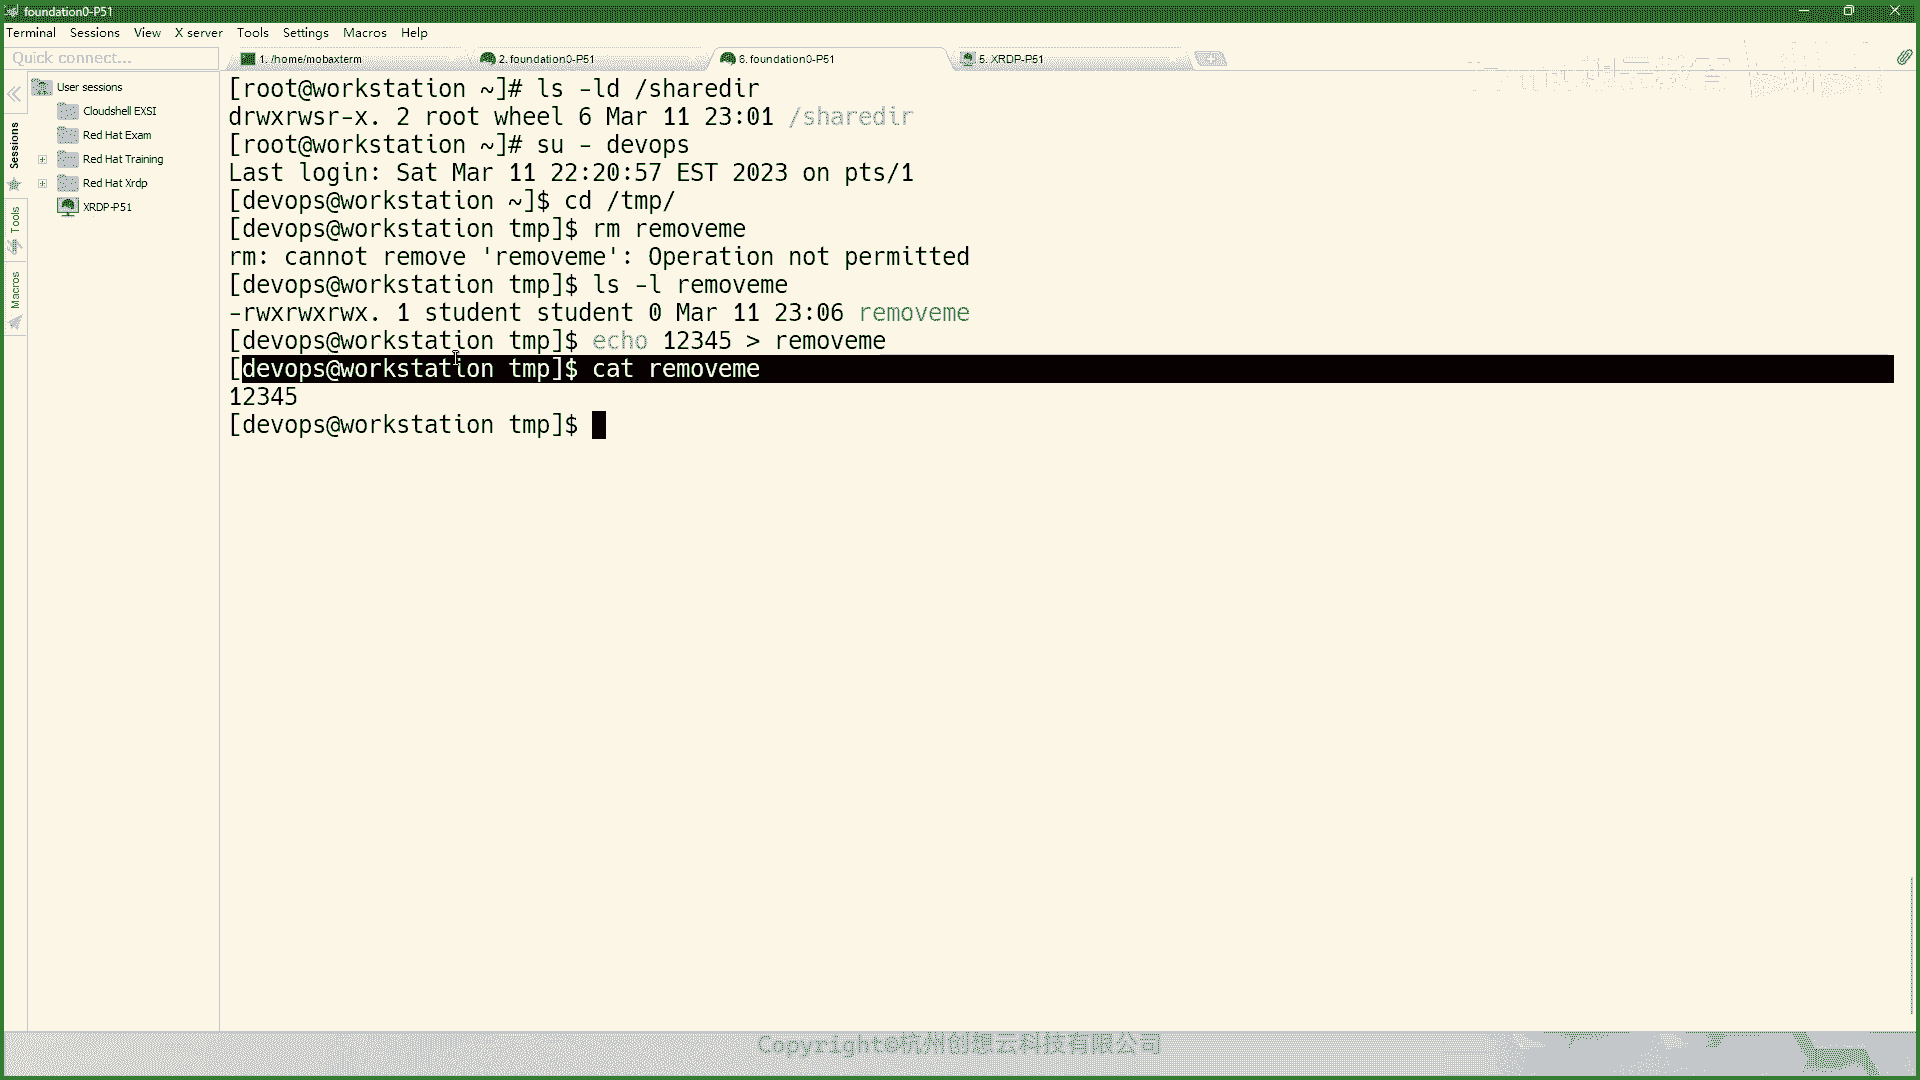 foundation0-P51
Terminal Sessions View X server Tools Settings Macros Help
Quick connect...
1. /home/mobaxterm
2. foundation0-P51
6. foundation0-P51
5. XRDP-P51
Sessions
Tools
Macros
User sessions
Cloudshell EXSI
Red Hat Exam
Red Hat Training
Red Hat Xrdp
XRDP-P51
[root@workstation ~]# ls -ld /sharedir
drwxrwsr-x. 2 root wheel 6 Mar 11 23:01 /sharedir
[root@workstation ~]# su - devops
Last login: Sat Mar 11 22:20:57 EST 2023 on pts/1
[devops@workstation ~]$ cd /tmp/
[devops@workstation tmp]$ rm removeme
rm: cannot remove 'removeme': Operation not permitted
[devops@workstation tmp]$ ls -l removeme
-rwxrwxrwx. 1 student student 0 Mar 11 23:06 removeme
[devops@workstation tmp]$ echo 12345 > removeme
[devops@workstation tmp]$ cat removeme
12345
[devops@workstation tmp]$
Copyright©杭州创想云科技有限公司